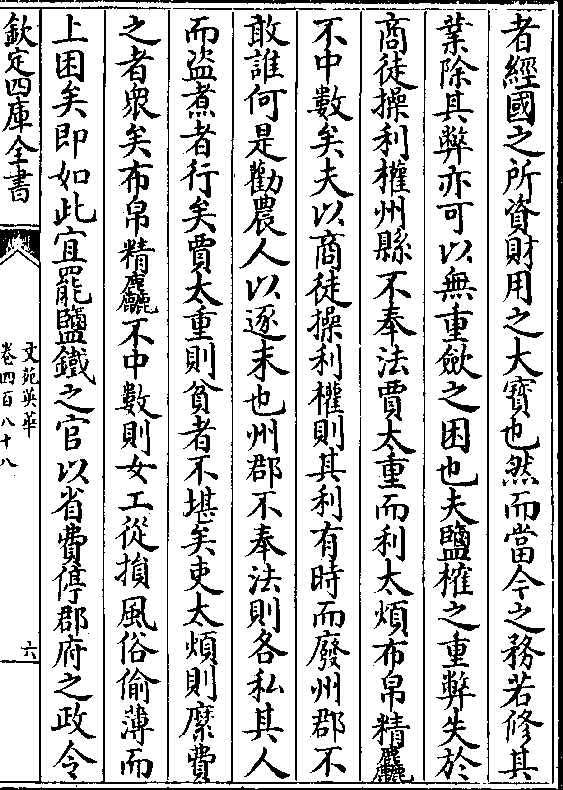 者經國之所資財用之大寶也然而當今之務若修其
業除其弊亦可以無重歛之困也夫鹽榷之重弊失於
商徒操利權州縣不奉法賈太重而利太煩布帛精麤
不中數矣夫以商徒操利權則其利有時而廢州郡不
敢誰何是勸農人以逐末也州郡不奉法則各私其人
而盜煮者行矣賈太重則貧者不堪矣吏太煩則糜費
之者衆矣布帛精麤不中數則女工從損風俗偷薄而
上困矣即如此宜罷鹽鐵之官以省費停郡府之政令
欽定四庫全書
文苑英華
卷四百八十八
六